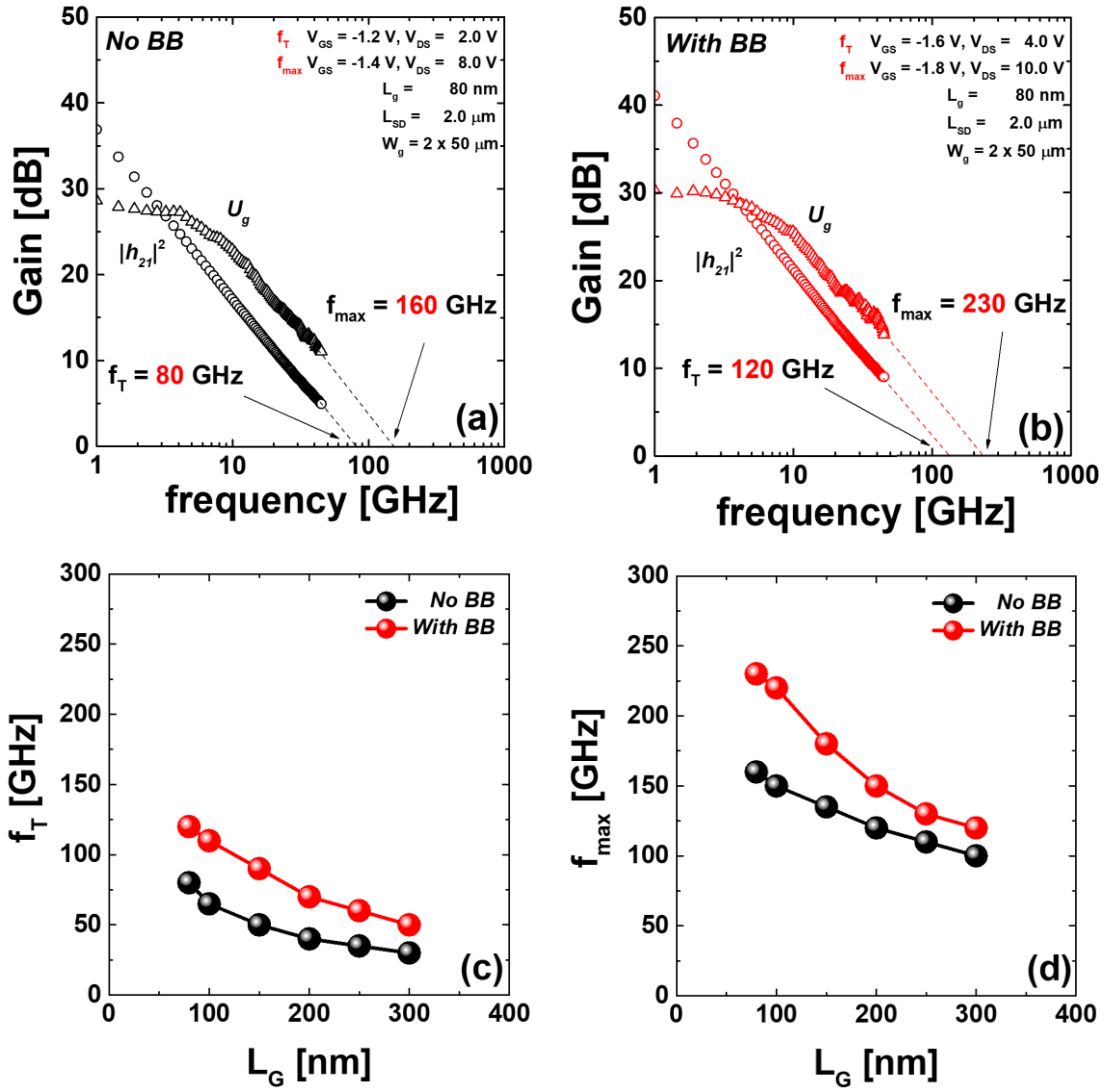 No BB
f_T V_GS = -1.2 V, V_DS = 2.0 V
f_max V_GS = -1.4 V, V_DS = 8.0 V
L_g = 80 nm
L_SD = 2.0 μm
W_g = 2 x 50 μm
U_g
|h_21|^2
f_max = 160 GHz
f_T = 80 GHz
(a)
Gain [dB]
50
40
30
20
10
0
1 10 100 1000
frequency [GHz]
With BB
f_T V_GS = -1.6 V, V_DS = 4.0 V
f_max V_GS = -1.8 V, V_DS = 10.0 V
L_g = 80 nm
L_SD = 2.0 μm
W_g = 2 x 50 μm
U_g
|h_21|^2
f_max = 230 GHz
f_T = 120 GHz
(b)
Gain [dB]
50
40
30
20
10
0
1 10 100 1000
frequency [GHz]
No BB
With BB
(c)
f_T [GHz]
300
250
200
150
100
50
0
0 100 200 300 400
L_G [nm]
No BB
With BB
(d)
f_max [GHz]
300
250
200
150
100
50
0
100 200 300 400
L_G [nm]